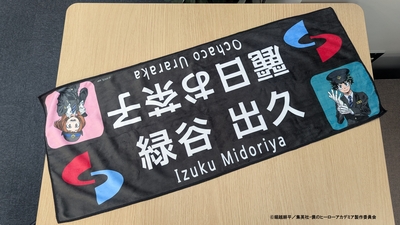 緑谷 出久
Izuku Midoriya
麗日お茶子
Ochaco Uraraka
©堀越耕平／集英社・僕のヒーローアカデミア製作委員会